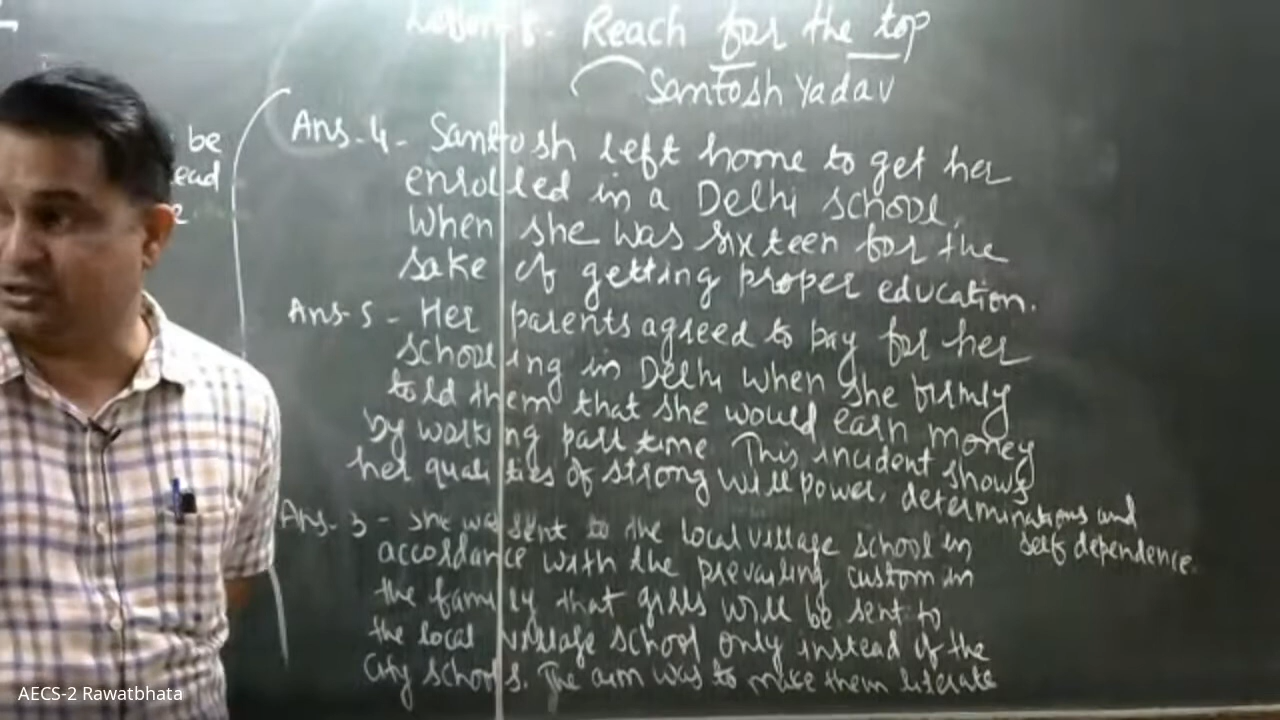 Lesson-8- Reach for the top
Santosh Yadav
be
ead
Ans-4- Santosh left home to get her
enrolled in a Delhi school,
When she was sixteen for the
sake of getting proper education.
Ans-5- Her parents agreed to pay for her
schooling in Delhi when she firmly
told them that she would earn money
by working part time This incident shows
her qualities of strong will power, determinations and
self dependence.
Ans-3- she was sent to the local village school in
accordance with the prevailing custom in
the family that girls will be sent to
the local village school only instead of the
City schools. The aim was to make them literate
AECS-2 Rawatbhata